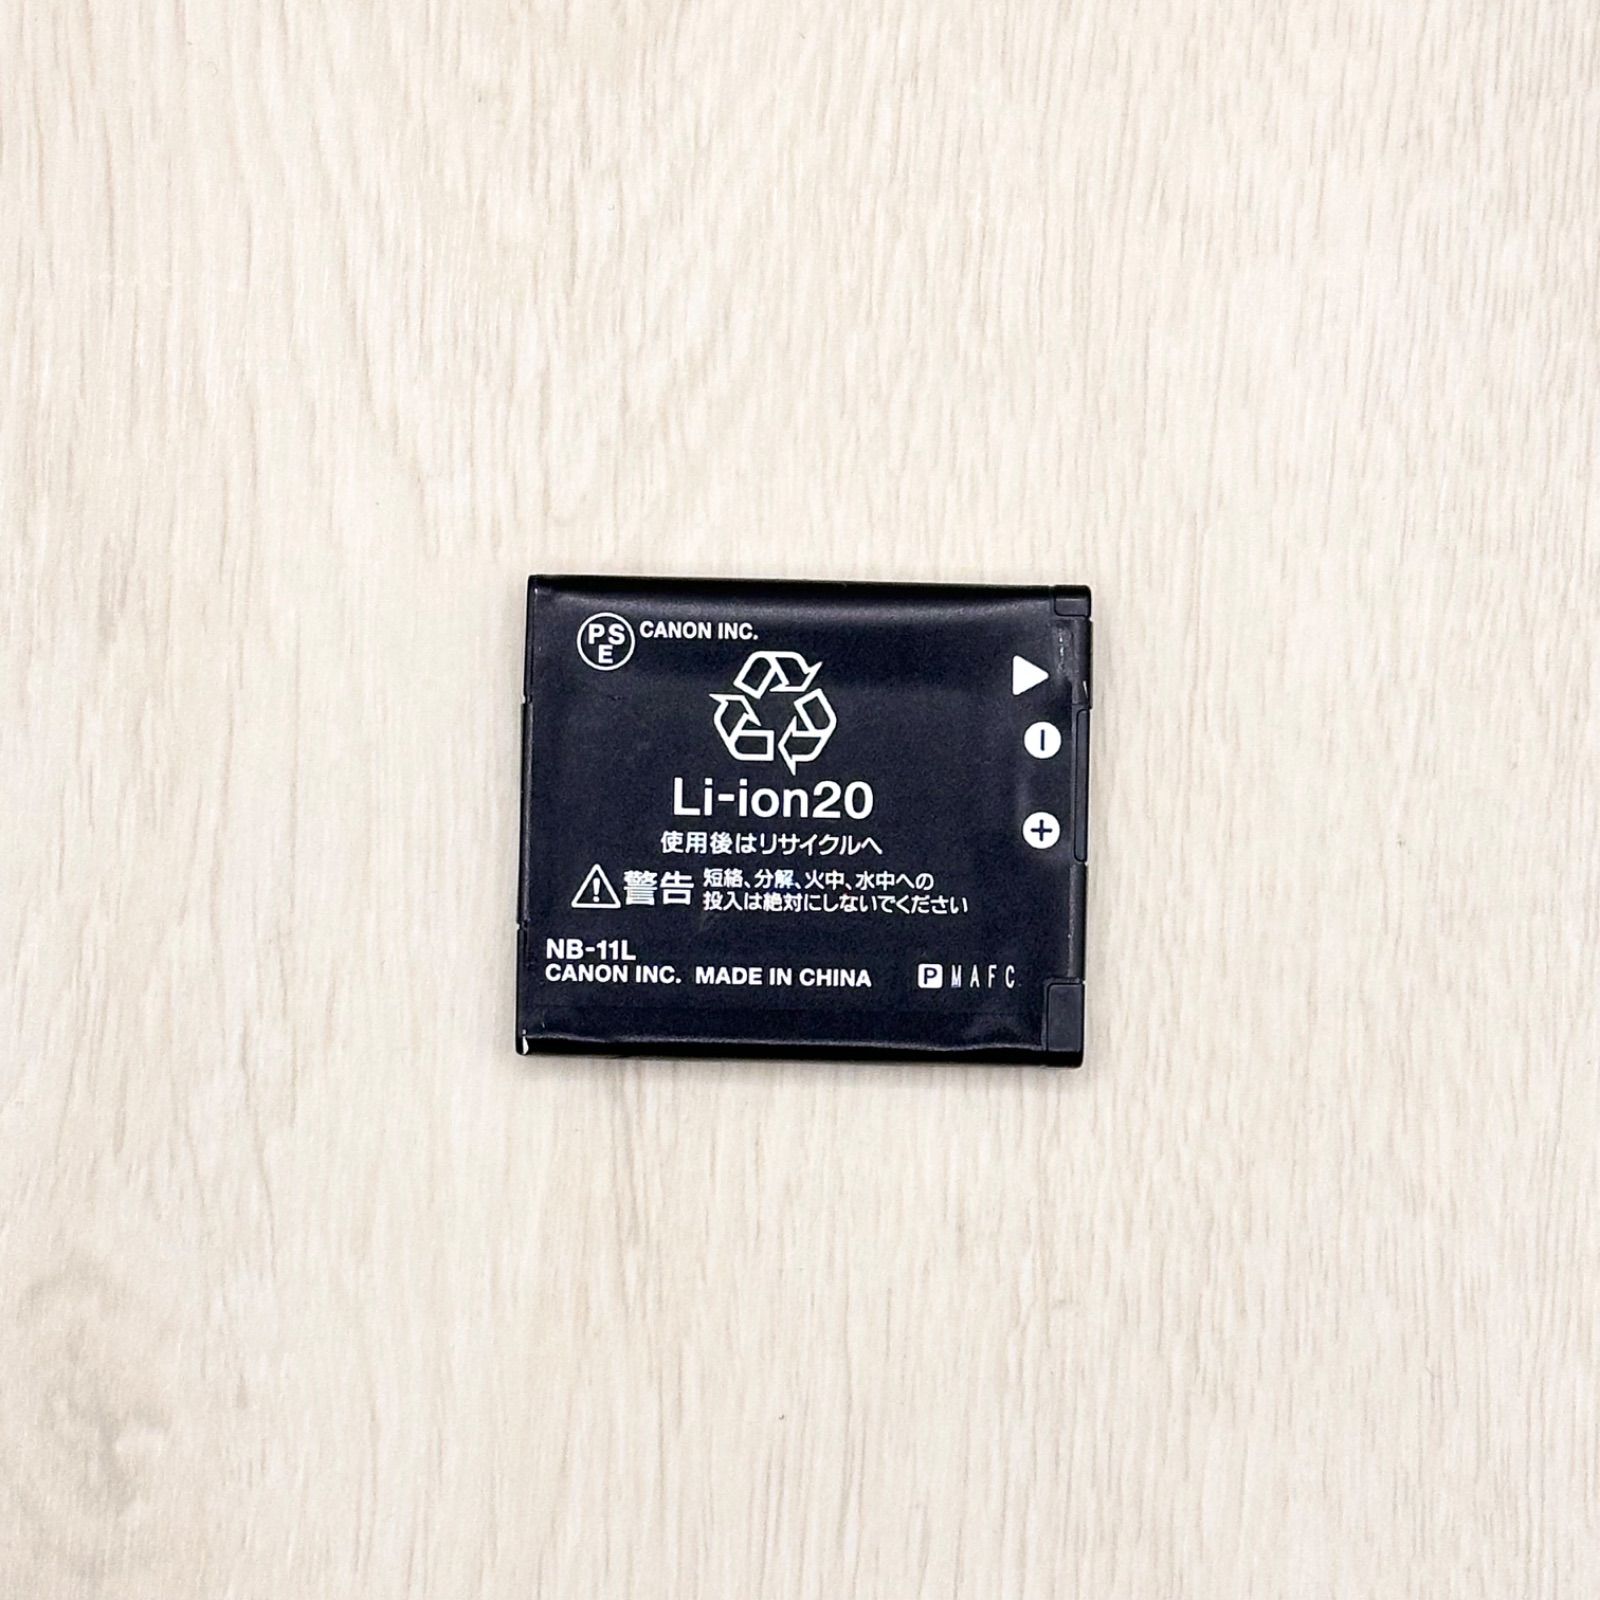 PSE CANON INC.
Li-ion20
使用後はリサイクルへ
警告 短絡、分解、火中、水中への
投入は絶対にしないでください
NB-11L
CANON INC. MADE IN CHINA P MAFC